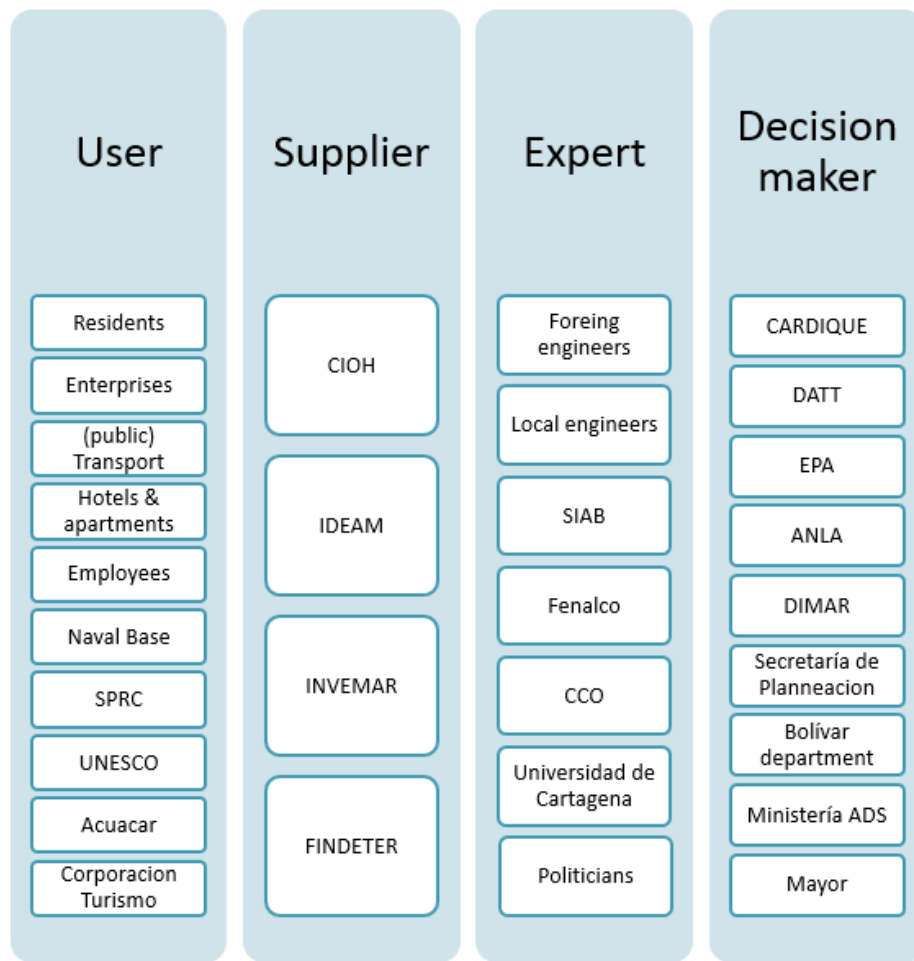 User
Residents
Enterprises
(public)
Transport
Hotels &
apartments
Employees
Naval Base
SPRC
UNESCO
Acuacar
Corporacion
Turismo
Supplier
CIOH
IDEAM
INVEMAR
FINDETER
Expert
Foreing
engineers
Local engineers
SIAB
Fenalco
CCO
Universidad de
Cartagena
Politicians
Decision
maker
CARDIQUE
DATT
EPA
ANLA
DIMAR
Secretaría de
Planneacion
Bolívar
department
Ministería ADS
Mayor